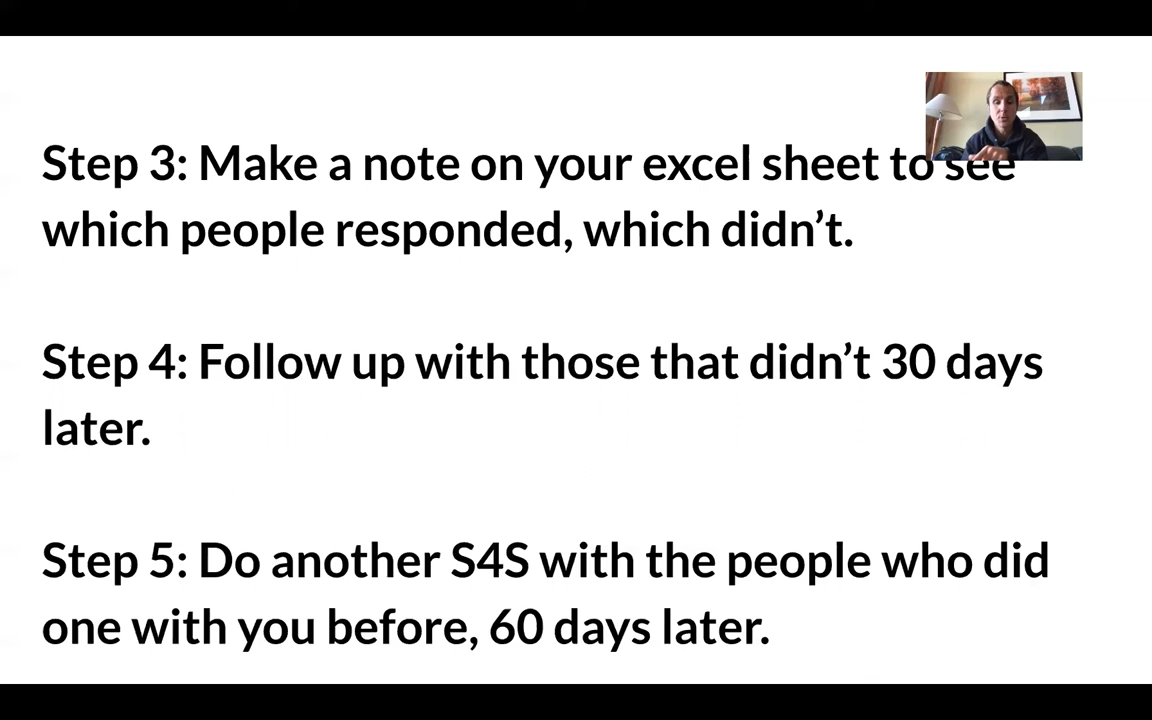 Step 3: Make a note on your excel sheet to see
which people responded, which didn’t.
Step 4: Follow up with those that didn’t 30 days
later.
Step 5: Do another S4S with the people who did
one with you before, 60 days later.